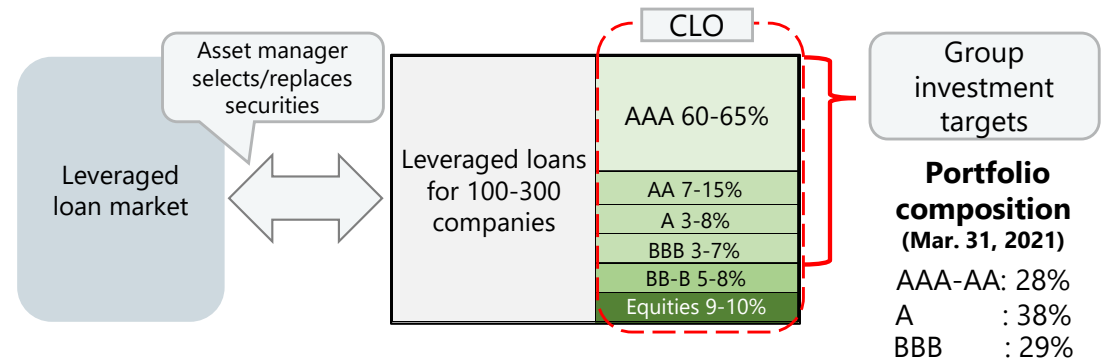 CLO
Asset manager
selects/replaces
securities
Group
investment
targets
Leveraged
loan market
Leveraged loans
for 100-300
companies
AAA 60-65%
AA 7-15%
A 3-8%
BBB 3-7%
BB-B 5-8%
Equities 9-10%
Portfolio
composition
(Mar. 31, 2021)
AAA-AA: 28%
A : 38%
BBB : 29%